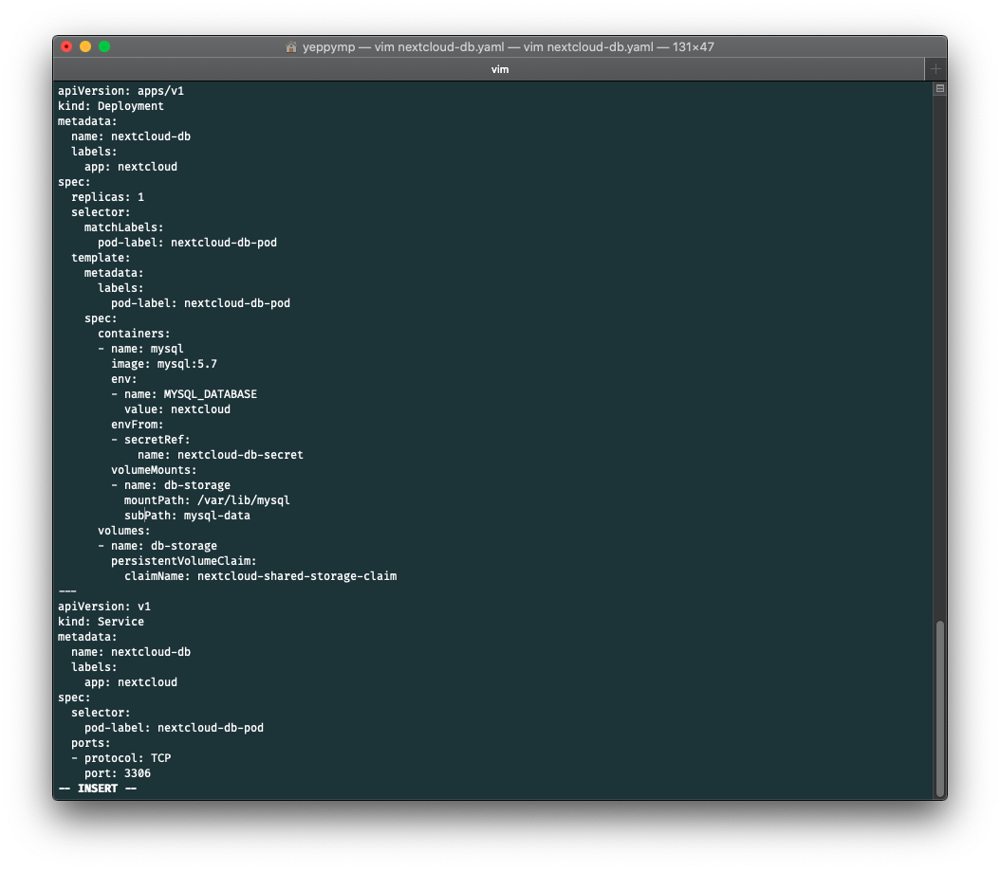 yeppymp — vim nextcloud-db.yaml — vim nextcloud-db.yaml — 131×47
vim
apiVersion: apps/v1
kind: Deployment
metadata:
  name: nextcloud-db
  labels:
    app: nextcloud
spec:
  replicas: 1
  selector:
    matchLabels:
      pod-label: nextcloud-db-pod
  template:
    metadata:
      labels:
        pod-label: nextcloud-db-pod
    spec:
      containers:
      - name: mysql
        image: mysql:5.7
        env:
        - name: MYSQL_DATABASE
          value: nextcloud
        envFrom:
        - secretRef:
            name: nextcloud-db-secret
        volumeMounts:
        - name: db-storage
          mountPath: /var/lib/mysql
          subPath: mysql-data
      volumes:
      - name: db-storage
        persistentVolumeClaim:
          claimName: nextcloud-shared-storage-claim
---
apiVersion: v1
kind: Service
metadata:
  name: nextcloud-db
  labels:
    app: nextcloud
spec:
  selector:
    pod-label: nextcloud-db-pod
  ports:
  - protocol: TCP
    port: 3306
-- INSERT --